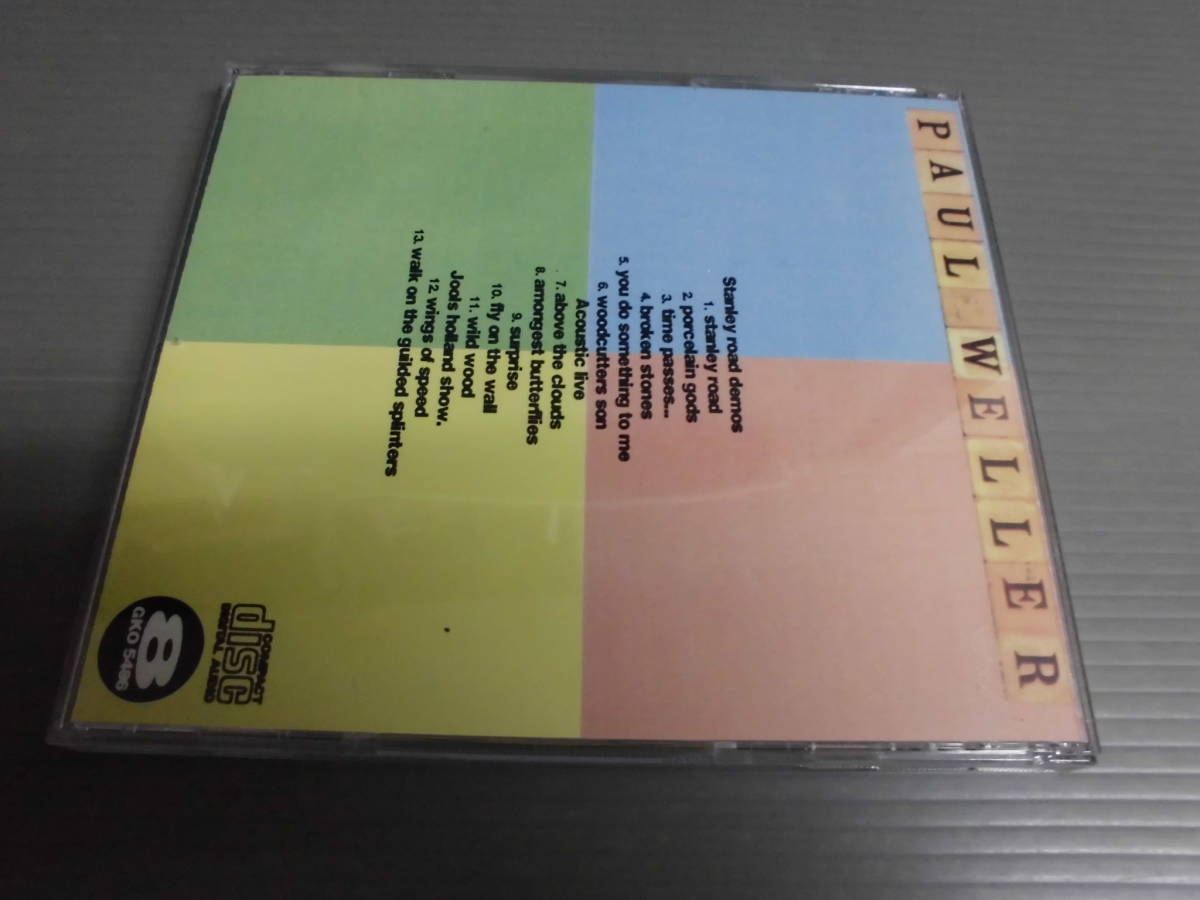 PAUL WELLER
Stanley road demos
1. stanley road
2. porcelain gods
3. time passes...
4. broken stones
5. you do something to me
6. woodcutters son
Acoustic live
7. above the clouds
8. amongest butterflies
9. surprise
10. fly on the wall
11. wild wood
Jools holland show.
12. wings of speed
13. walk on the guilded splinters
COMPACT
disc
DIGITAL AUDIO
8
GKO 5486